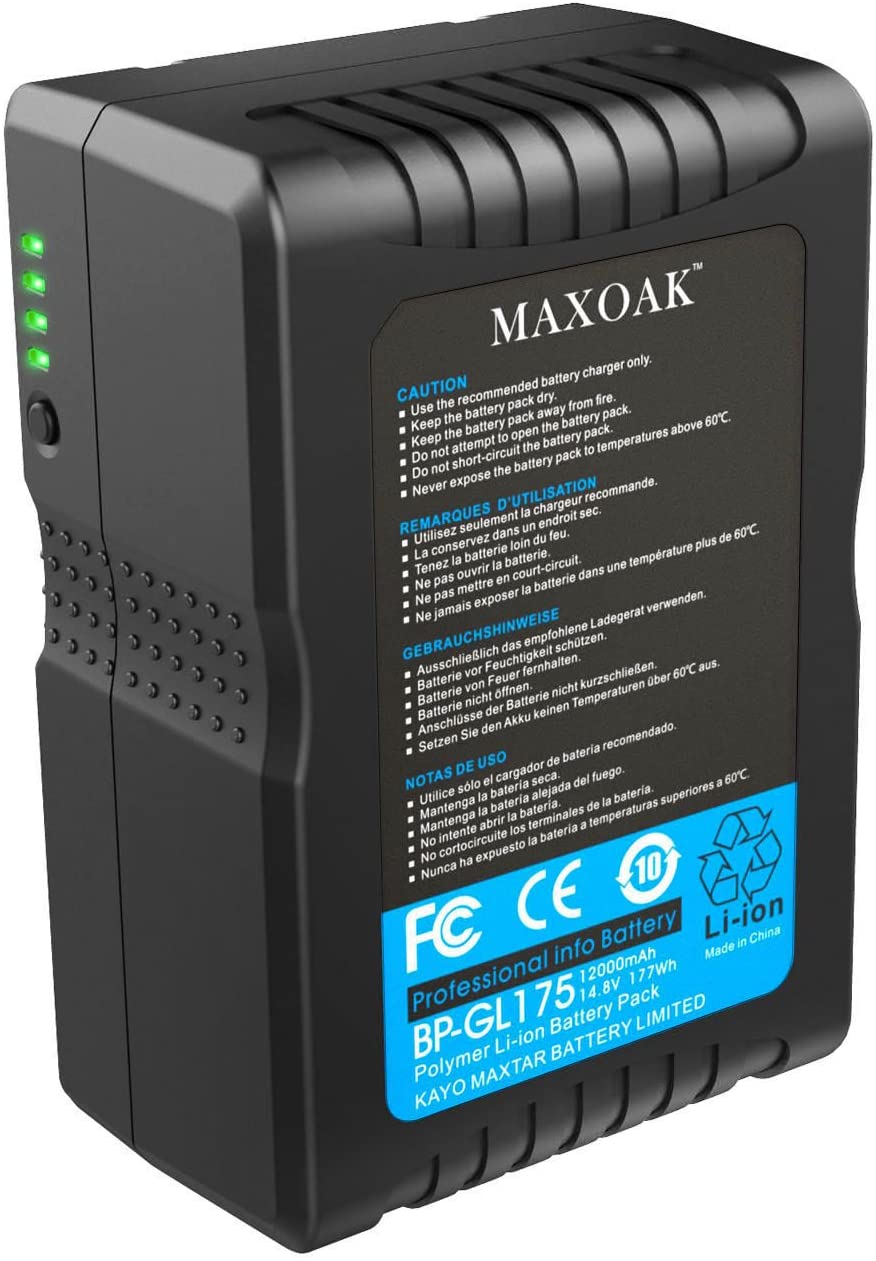 MAXOAK™
CAUTION
■ Use the recommended battery charger only.
■ Keep the battery pack dry.
■ Keep the battery pack away from fire.
■ Do not attempt to open the battery pack.
■ Do not short-circuit the battery pack.
■ Never expose the battery pack to temperatures above 60℃.
REMARQUES D'UTILISATION
■ Utilisez seulement la chargeur recommande.
■ La conservez dans un endroit sec.
■ Tenez la batterie loin du feu.
■ Ne pas ouvrir la batterie.
■ Ne pas mettre en court-circuit.
■ Ne jamais exposer la batterie dans une température plus de 60℃.
GEBRAUCHSHINWEISE
■ Ausschließlich das empfohlene Ladegerat verwenden.
■ Batterie vor Feuchtigkeit schützen.
■ Batterie von Feuer fernhalten.
■ Batterie nicht öffnen.
■ Anschlüsse der Batterie nicht kurzschließen.
■ Setzen Sie den Akku keinen Temperaturen über 60℃ aus.
NOTAS DE USO
■ Utilice sólo el cargador de batería recomendado.
■ Mantenga la batería seca.
■ Mantenga la batería alejada del fuego.
■ No intente abrir la batería.
■ No cortocircuite los terminales de la batería.
■ Nunca ha expuesto la batería a temperaturas superiores a 60℃.
FC CE 10
Li-ion
Made in China
Professional info Battery
BP-GL175 12000mAh
14.8V 177Wh
Polymer Li-ion Battery Pack
KAYO MAXTAR BATTERY LIMITED